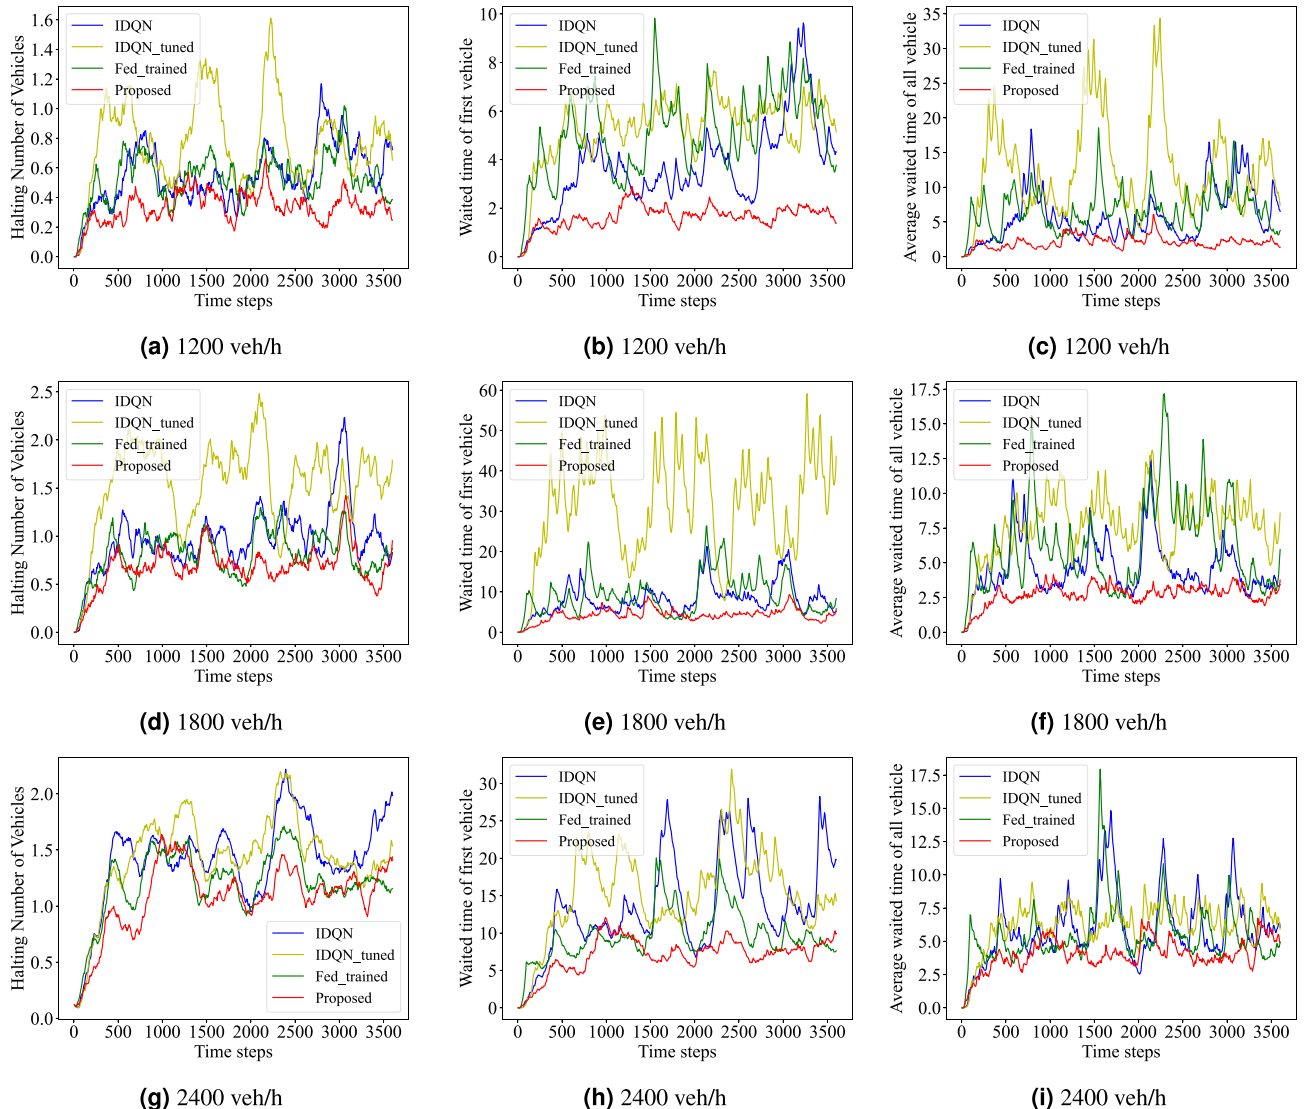 Halting Number of Vehicles
1.6
1.4
1.2
1.0
0.8
0.6
0.4
0.2
0.0
IDQN
IDQN_tuned
Fed_trained
Proposed
0 500 1000 1500 2000 2500 3000 3500
Time steps
(a) 1200 veh/h
Waited time of first vehicle
10
8
6
4
2
0
IDQN
IDQN_tuned
Fed_trained
Proposed
0 500 1000 1500 2000 2500 3000 3500
Time steps
(b) 1200 veh/h
Average waited time of all vehicle
35
30
25
20
15
10
5
0
IDQN
IDQN_tuned
Fed_trained
Proposed
0 500 1000 1500 2000 2500 3000 3500
Time steps
(c) 1200 veh/h
Halting Number of Vehicles
2.5
2.0
1.5
1.0
0.5
0.0
IDQN
IDQN_tuned
Fed_trained
Proposed
0 500 1000 1500 2000 2500 3000 3500
Time steps
(d) 1800 veh/h
Waited time of first vehicle
60
50
40
30
20
10
0
IDQN
IDQN_tuned
Fed_trained
Proposed
0 500 1000 1500 2000 2500 3000 3500
Time steps
(e) 1800 veh/h
Average waited time of all vehicle
17.5
15.0
12.5
10.0
7.5
5.0
2.5
0.0
IDQN
IDQN_tuned
Fed_trained
Proposed
0 500 1000 1500 2000 2500 3000 3500
Time steps
(f) 1800 veh/h
Halting Number of Vehicles
2.0
1.5
1.0
0.5
0.0
IDQN
IDQN_tuned
Fed_trained
Proposed
0 500 1000 1500 2000 2500 3000 3500
Time steps
(g) 2400 veh/h
Waited time of first vehicle
30
25
20
15
10
5
0
IDQN
IDQN_tuned
Fed_trained
Proposed
0 500 1000 1500 2000 2500 3000 3500
Time steps
(h) 2400 veh/h
Average waited time of all vehicle
17.5
15.0
12.5
10.0
7.5
5.0
2.5
0.0
IDQN
IDQN_tuned
Fed_trained
Proposed
0 500 1000 1500 2000 2500 3000 3500
Time steps
(i) 2400 veh/h